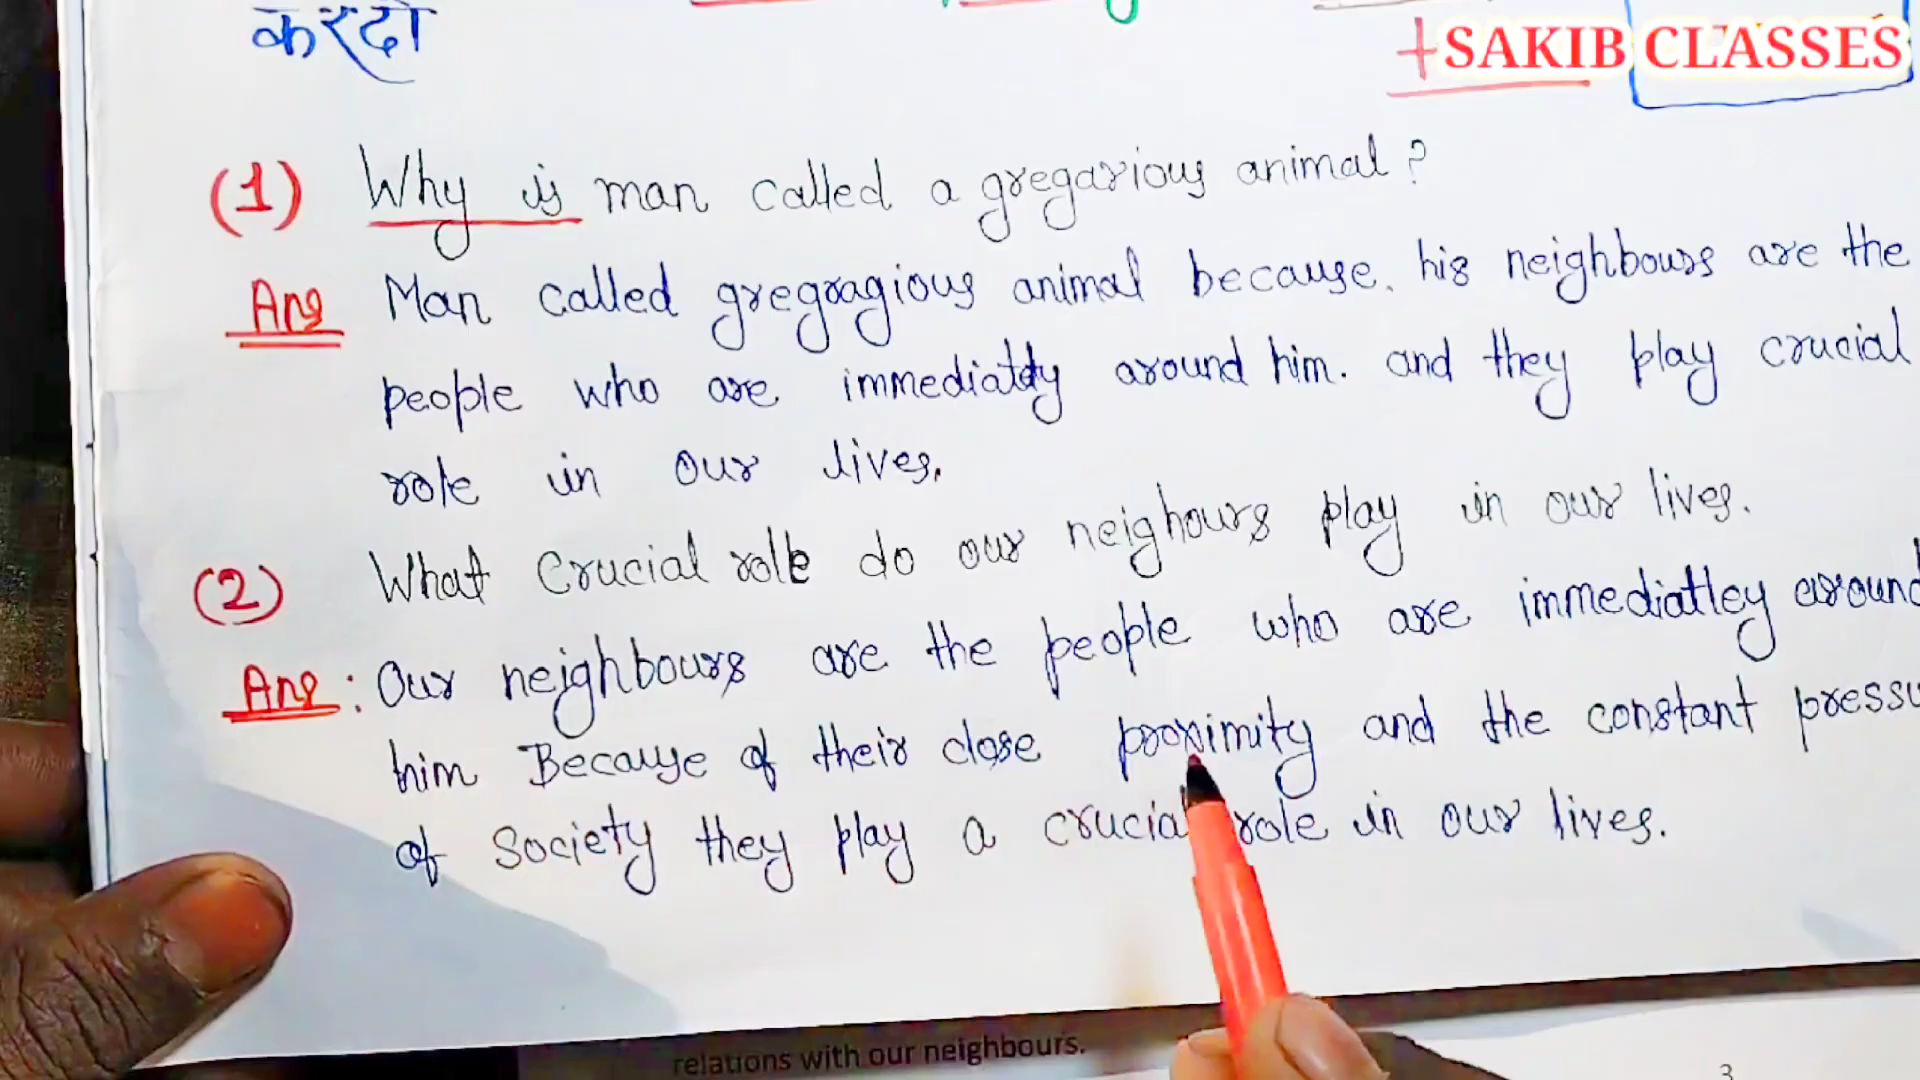 करदो
+SAKIB CLASSES
(1) Why is man called a gregarious animal?
Ans Man called gregragious animal because. his neighbours are the
people who are immediatdy around him. and they play crucial
role in our lives.
(2) What Crucial role do our neighours play in our lives.
Ans: Our neighbours are the people who are immediatley around
him Because of their close proximity and the constant pressu
of Society they play a crucial role in our lives.
relations with our neighbours.
3